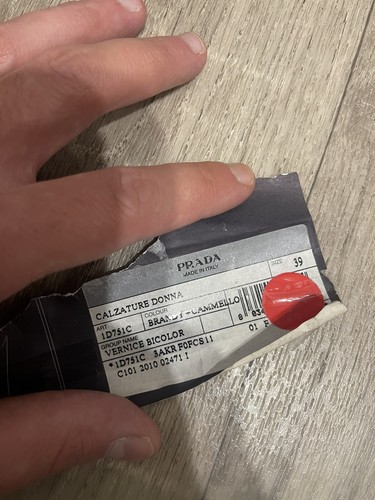 PRADA
MADE IN ITALY
CALZATURE DONNA
SIZE 39
ART. COLOUR
1D751C BRANDY+CAMMELLO
GROUP NAME
VERNICE BICOLOR
*1D751C 3AKR F0FCS11
C101 2010 02471 I
01